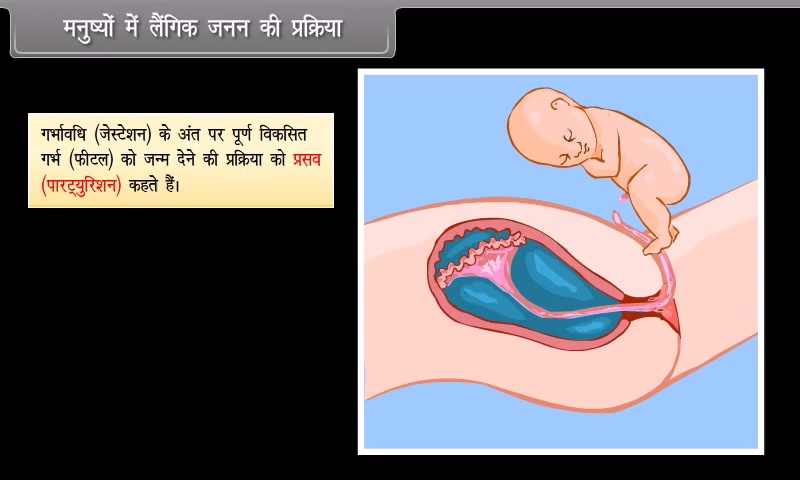 मनुष्यों में लैंगिक जनन की प्रक्रिया
गर्भावधि (जेस्टेशन) के अंत पर पूर्ण विकसित
गर्भ (फीटल) को जन्म देने की प्रक्रिया को प्रसव
(पारट्युरिशन) कहते हैं।